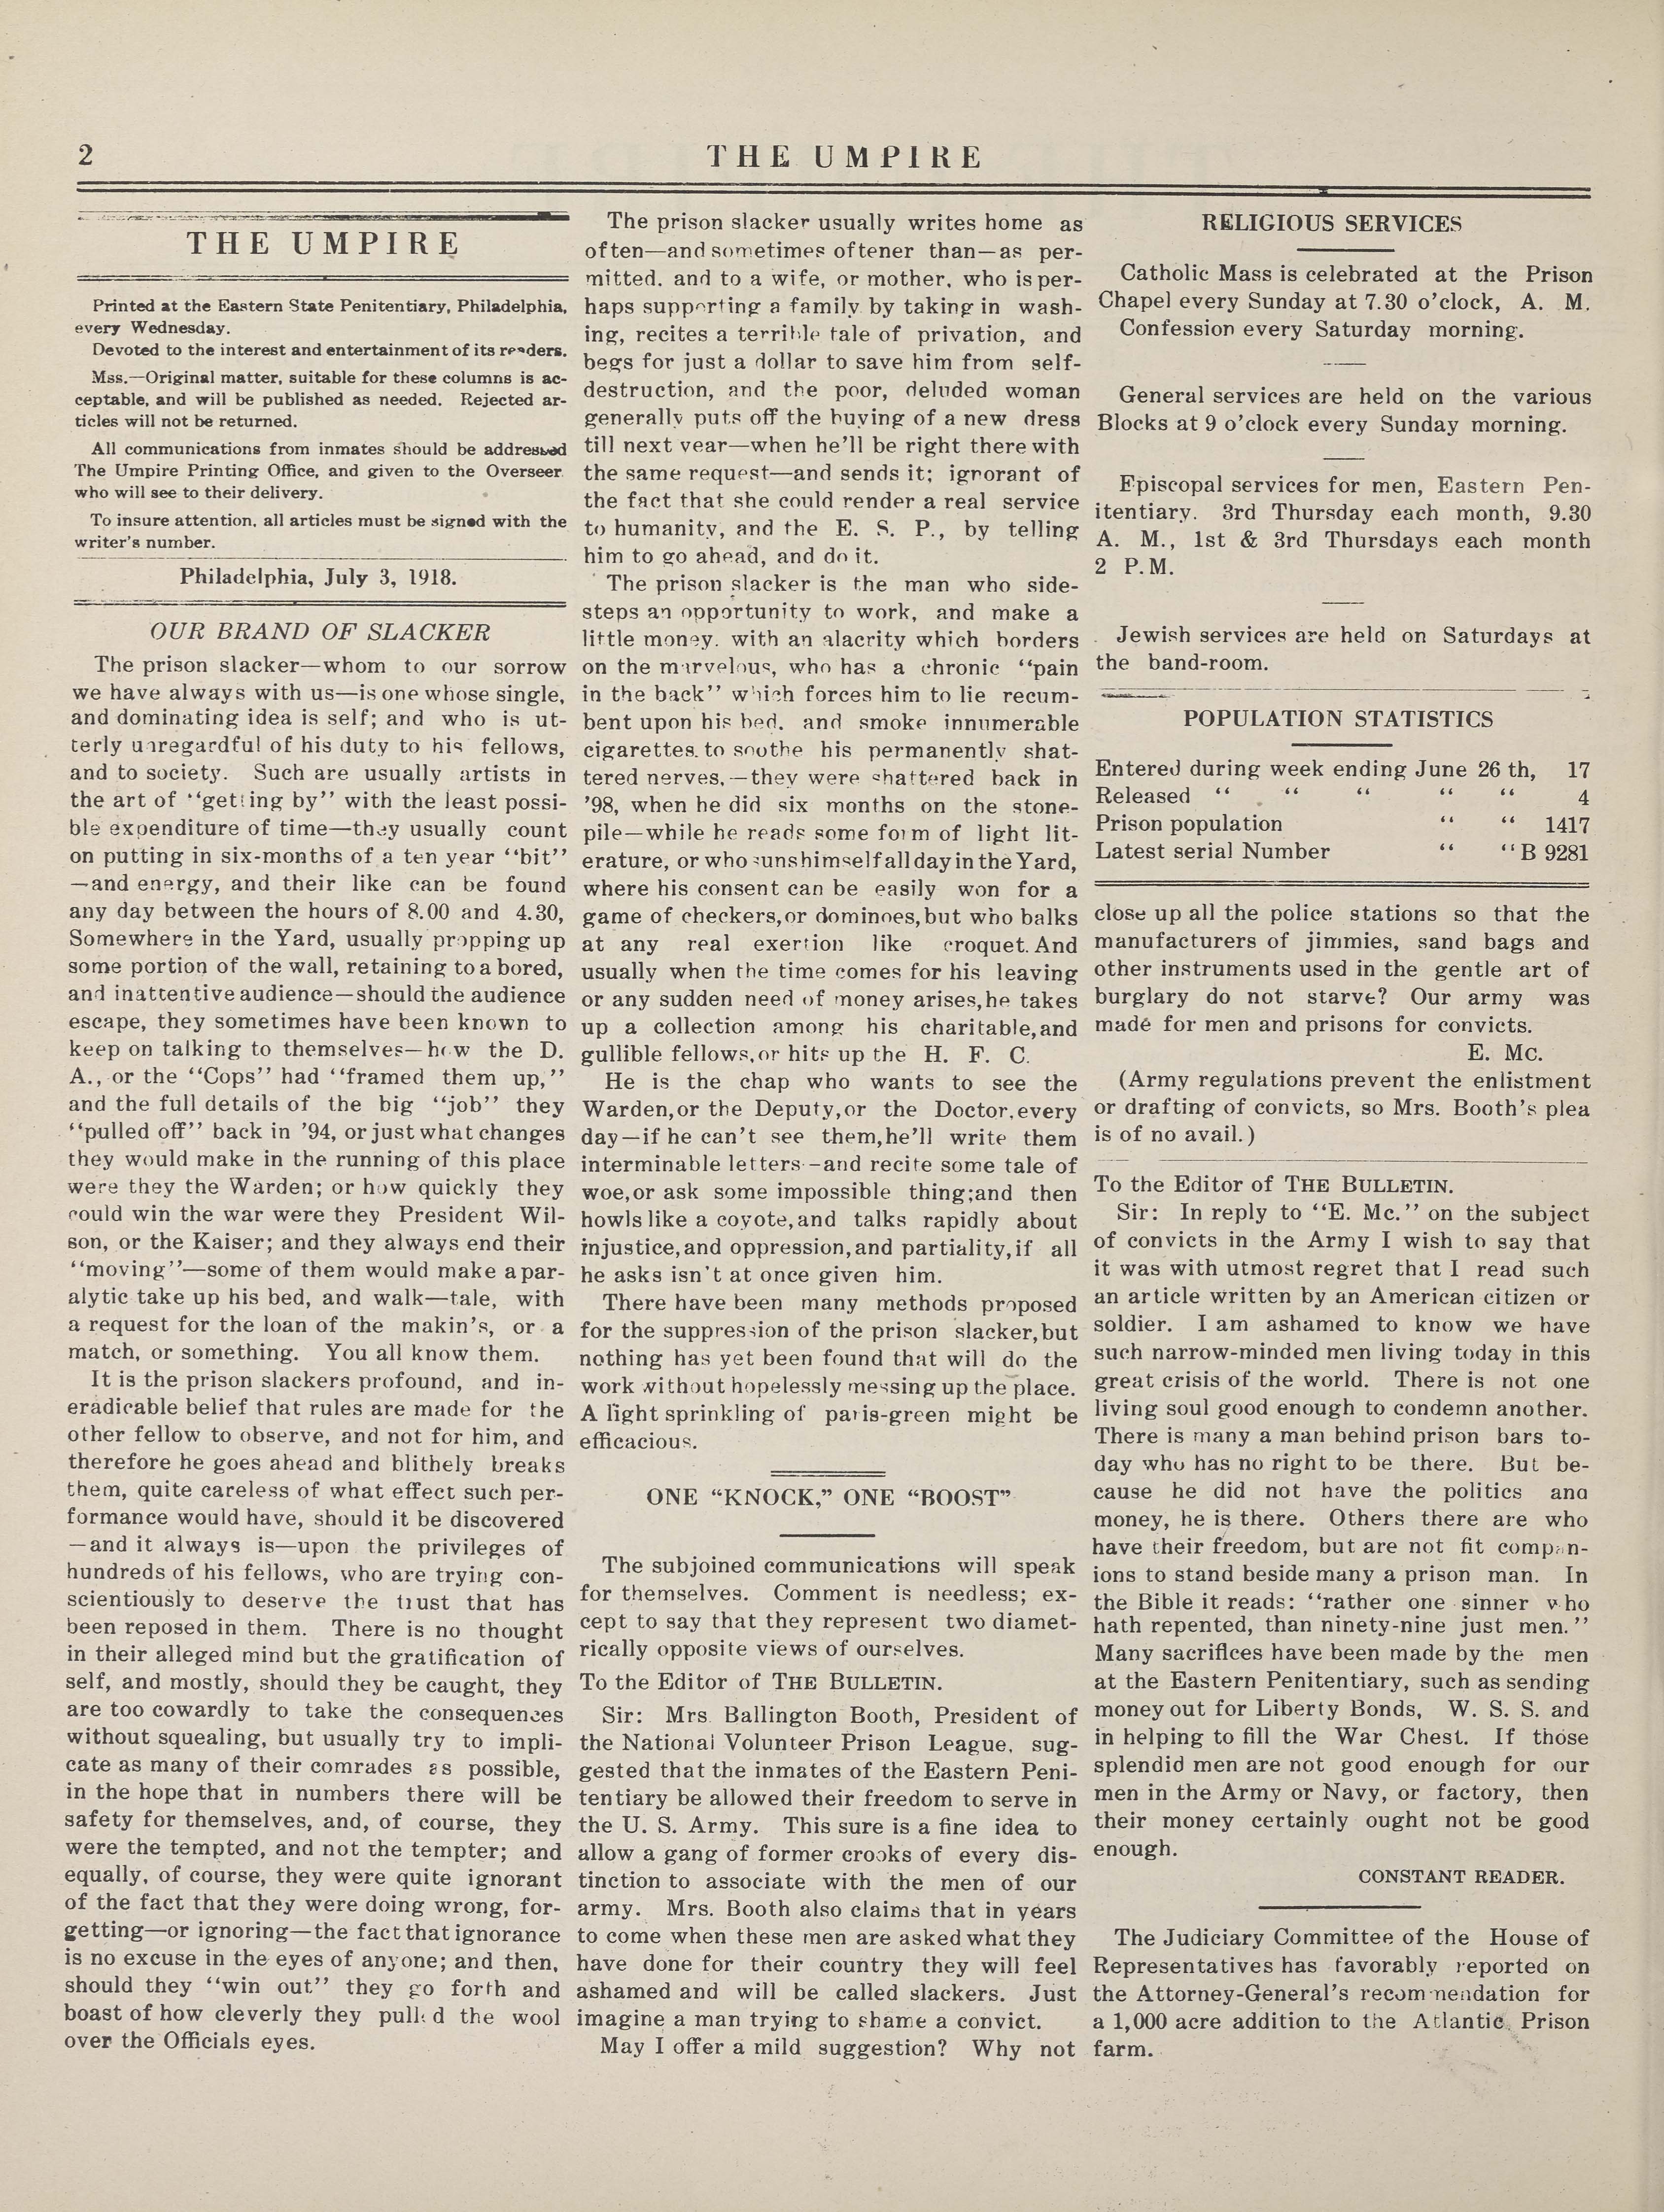 2
THE UMPIRE
THE UMPIRE
Printed at the Eastern State Penitentiary, Philadelphia,
every Wednesday.
Devoted to the interest and entertainment of its readers.
Mss.—Original matter, suitable for these columns is ac-
ceptable, and will be published as needed. Rejected ar-
ticles will not be returned.
All communications from inmates should be addressed
The Umpire Printing Office, and given to the Overseer
who will see to their delivery.
To insure attention, all articles must be signed with the
writer's number.
Philadelphia, July 3, 1918.
OUR BRAND OF SLACKER
The prison slacker—whom to our sorrow
we have always with us—is one whose single,
and dominating idea is self; and who is ut-
terly unregardful of his duty to his fellows,
and to society. Such are usually artists in
the art of "getting by" with the least possi-
ble expenditure of time—they usually count
on putting in six-months of a ten year "bit"
—and energy, and their like can be found
any day between the hours of 8.00 and 4.30,
Somewhere in the Yard, usually propping up
some portion of the wall, retaining to a bored,
and inattentive audience—should the audience
escape, they sometimes have been known to
keep on talking to themselves—how the D.
A., or the "Cops" had "framed them up,"
and the full details of the big "job" they
"pulled off" back in '94, or just what changes
they would make in the running of this place
were they the Warden; or how quickly they
could win the war were they President Wil-
son, or the Kaiser; and they always end their
"moving"—some of them would make a par-
alytic take up his bed, and walk—tale, with
a request for the loan of the makin's, or a
match, or something. You all know them.
It is the prison slackers profound, and in-
eradicable belief that rules are made for the
other fellow to observe, and not for him, and
therefore he goes ahead and blithely breaks
them, quite careless of what effect such per-
formance would have, should it be discovered
—and it always is—upon the privileges of
hundreds of his fellows, who are trying con-
scientiously to deserve the trust that has
been reposed in them. There is no thought
in their alleged mind but the gratification of
self, and mostly, should they be caught, they
are too cowardly to take the consequences
without squealing, but usually try to impli-
cate as many of their comrades as possible,
in the hope that in numbers there will be
safety for themselves, and, of course, they
were the tempted, and not the tempter; and
equally, of course, they were quite ignorant
of the fact that they were doing wrong, for-
getting—or ignoring—the fact that ignorance
is no excuse in the eyes of anyone; and then,
should they "win out" they go forth and
boast of how cleverly they pulled the wool
over the Officials eyes.
The prison slacker usually writes home as
often—and sometimes oftener than—as per-
mitted, and to a wife, or mother, who is per-
haps supporting a family by taking in wash-
ing, recites a terrible tale of privation, and
begs for just a dollar to save him from self-
destruction, and the poor, deluded woman
generally puts off the buying of a new dress
till next year—when he'll be right there with
the same request—and sends it; ignorant of
the fact that she could render a real service
to humanity, and the E. S. P., by telling
him to go ahead, and do it.
The prison slacker is the man who side-
steps an opportunity to work, and make a
little money, with an alacrity which borders
on the marvelous, who has a chronic "pain
in the back" which forces him to lie recum-
bent upon his bed, and smoke innumerable
cigarettes, to soothe his permanently shat-
tered nerves,—they were shattered back in
'98, when he did six months on the stone-
pile—while he reads some form of light lit-
erature, or who suns himself all day in the Yard,
where his consent can be easily won for a
game of checkers, or dominoes, but who balks
at any real exertion like croquet. And
usually when the time comes for his leaving
or any sudden need of money arises, he takes
up a collection among his charitable, and
gullible fellows, or hits up the H. F. C.
He is the chap who wants to see the
Warden, or the Deputy, or the Doctor, every
day—if he can't see them, he'll write them
interminable letters—and recite some tale of
woe, or ask some impossible thing; and then
howls like a coyote, and talks rapidly about
injustice, and oppression, and partiality, if all
he asks isn't at once given him.
There have been many methods proposed
for the suppression of the prison slacker, but
nothing has yet been found that will do the
work without hopelessly messing up the place.
A light sprinkling of paris-green might be
efficacious.
ONE "KNOCK," ONE "BOOST"
The subjoined communications will speak
for themselves. Comment is needless; ex-
cept to say that they represent two diamet-
rically opposite views of ourselves.
To the Editor of THE BULLETIN.
Sir: Mrs. Ballington Booth, President of
the National Volunteer Prison League, sug-
gested that the inmates of the Eastern Peni-
tentiary be allowed their freedom to serve in
the U. S. Army. This sure is a fine idea to
allow a gang of former crooks of every dis-
tinction to associate with the men of our
army. Mrs. Booth also claims that in years
to come when these men are asked what they
have done for their country they will feel
ashamed and will be called slackers. Just
imagine a man trying to shame a convict.
May I offer a mild suggestion? Why not
RELIGIOUS SERVICES
Catholic Mass is celebrated at the Prison
Chapel every Sunday at 7.30 o'clock, A. M.
Confession every Saturday morning.
General services are held on the various
Blocks at 9 o'clock every Sunday morning.
Episcopal services for men, Eastern Pen-
itentiary. 3rd Thursday each month, 9.30
A. M., 1st & 3rd Thursdays each month
2 P.M.
Jewish services are held on Saturdays at
the band-room.
POPULATION STATISTICS
Entered during week ending June 26 th, 17
Released " " " " " 4
Prison population " " 1417
Latest serial Number " " B 9281
close up all the police stations so that the
manufacturers of jimmies, sand bags and
other instruments used in the gentle art of
burglary do not starve? Our army was
made for men and prisons for convicts.
E. Mc.
(Army regulations prevent the enlistment
or drafting of convicts, so Mrs. Booth's plea
is of no avail.)
To the Editor of THE BULLETIN.
Sir: In reply to "E. Mc." on the subject
of convicts in the Army I wish to say that
it was with utmost regret that I read such
an article written by an American citizen or
soldier. I am ashamed to know we have
such narrow-minded men living today in this
great crisis of the world. There is not one
living soul good enough to condemn another.
There is many a man behind prison bars to-
day who has no right to be there. But be-
cause he did not have the politics and
money, he is there. Others there are who
have their freedom, but are not fit compan-
ions to stand beside many a prison man. In
the Bible it reads: "rather one sinner who
hath repented, than ninety-nine just men."
Many sacrifices have been made by the men
at the Eastern Penitentiary, such as sending
money out for Liberty Bonds, W. S. S. and
in helping to fill the War Chest. If those
splendid men are not good enough for our
men in the Army or Navy, or factory, then
their money certainly ought not be good
enough.
CONSTANT READER.
The Judiciary Committee of the House of
Representatives has favorably reported on
the Attorney-General's recommendation for
a 1,000 acre addition to the Atlantic Prison
farm.